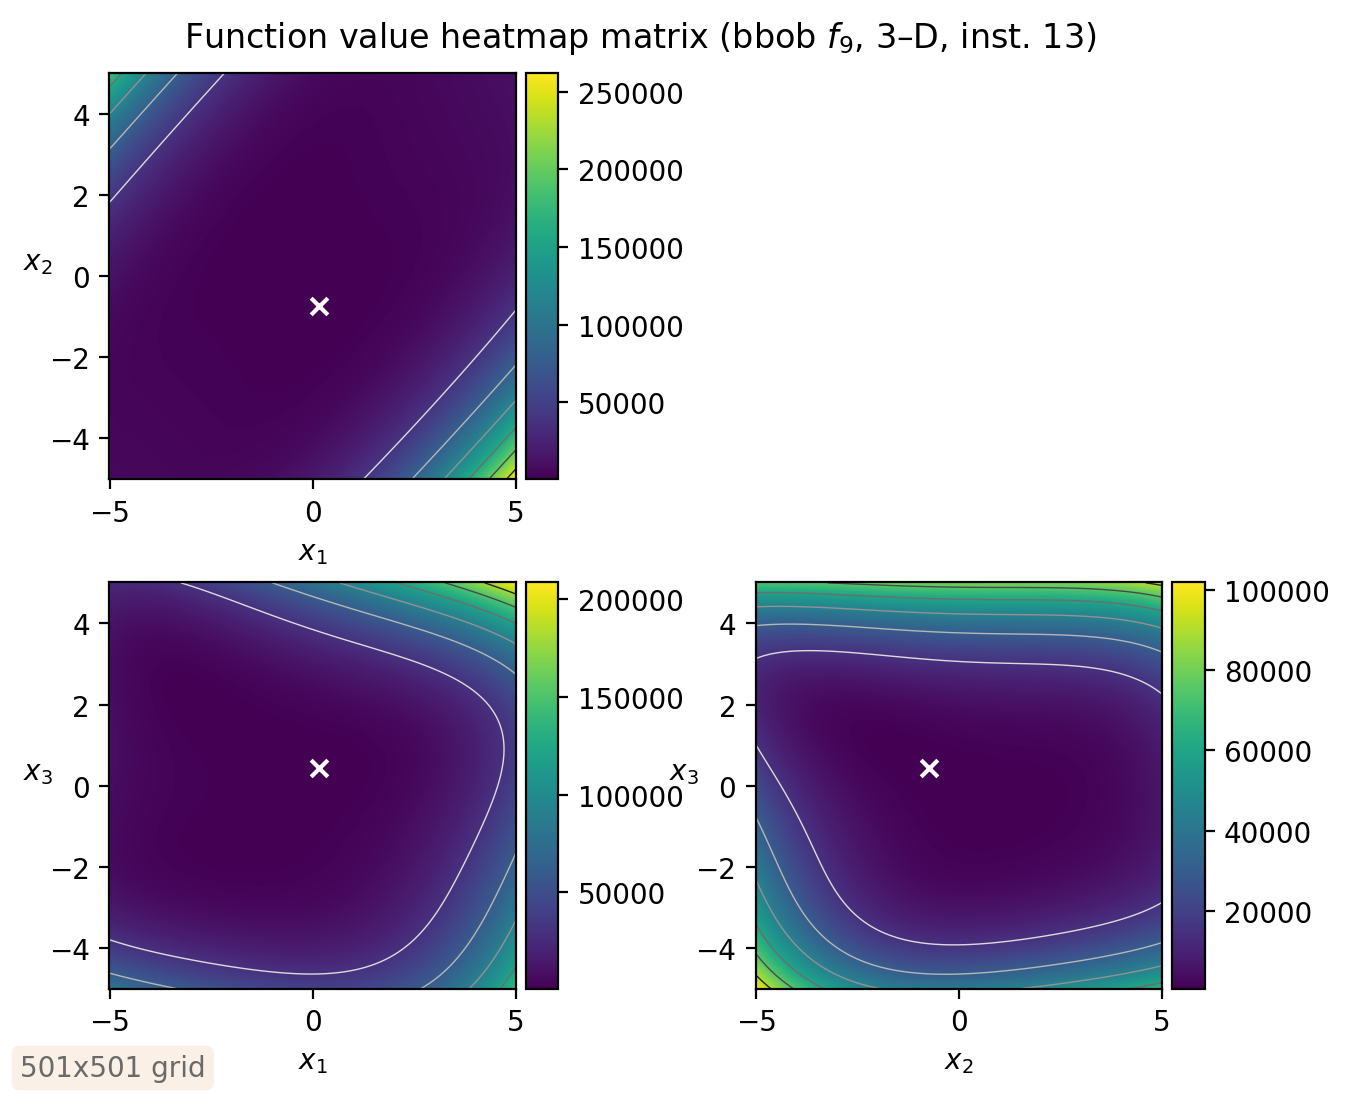 Function value heatmap matrix (bbob f₉, 3–D, inst. 13)
4
2
0
−2
−4
x₂
−5 0 5
x₁
250000
200000
150000
100000
50000
4
2
0
−2
−4
x₃
−5 0 5
x₁
200000
150000
100000
50000
4
2
0
−2
−4
x₃
−5 0 5
x₂
100000
80000
60000
40000
20000
501x501 grid